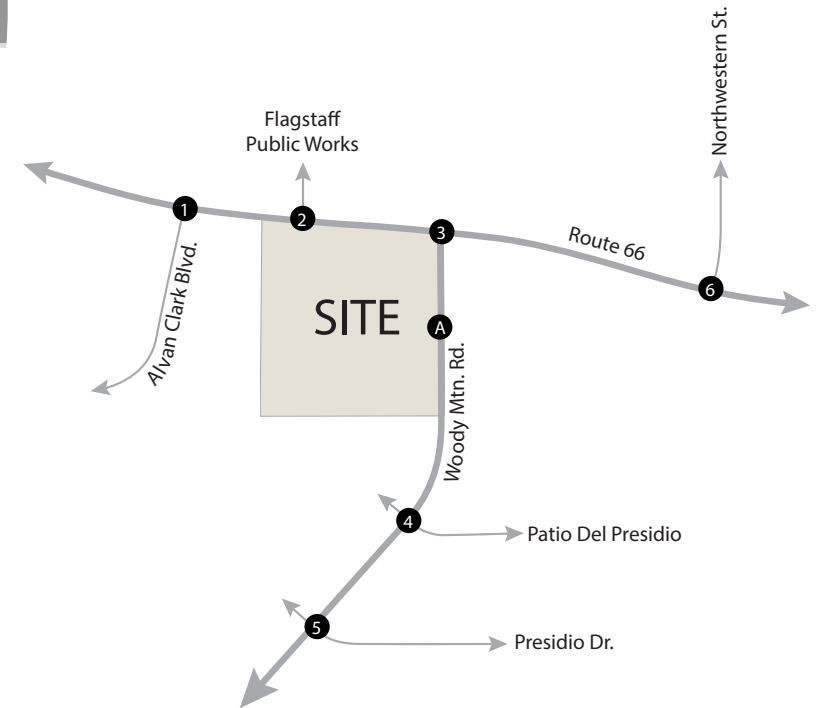 Northwestern St.
Flagstaff
Public Works
1
2
3
Route 66
6
Alvan Clark Blvd.
SITE
A
Woody Mtn. Rd.
4
Patio Del Presidio
5
Presidio Dr.